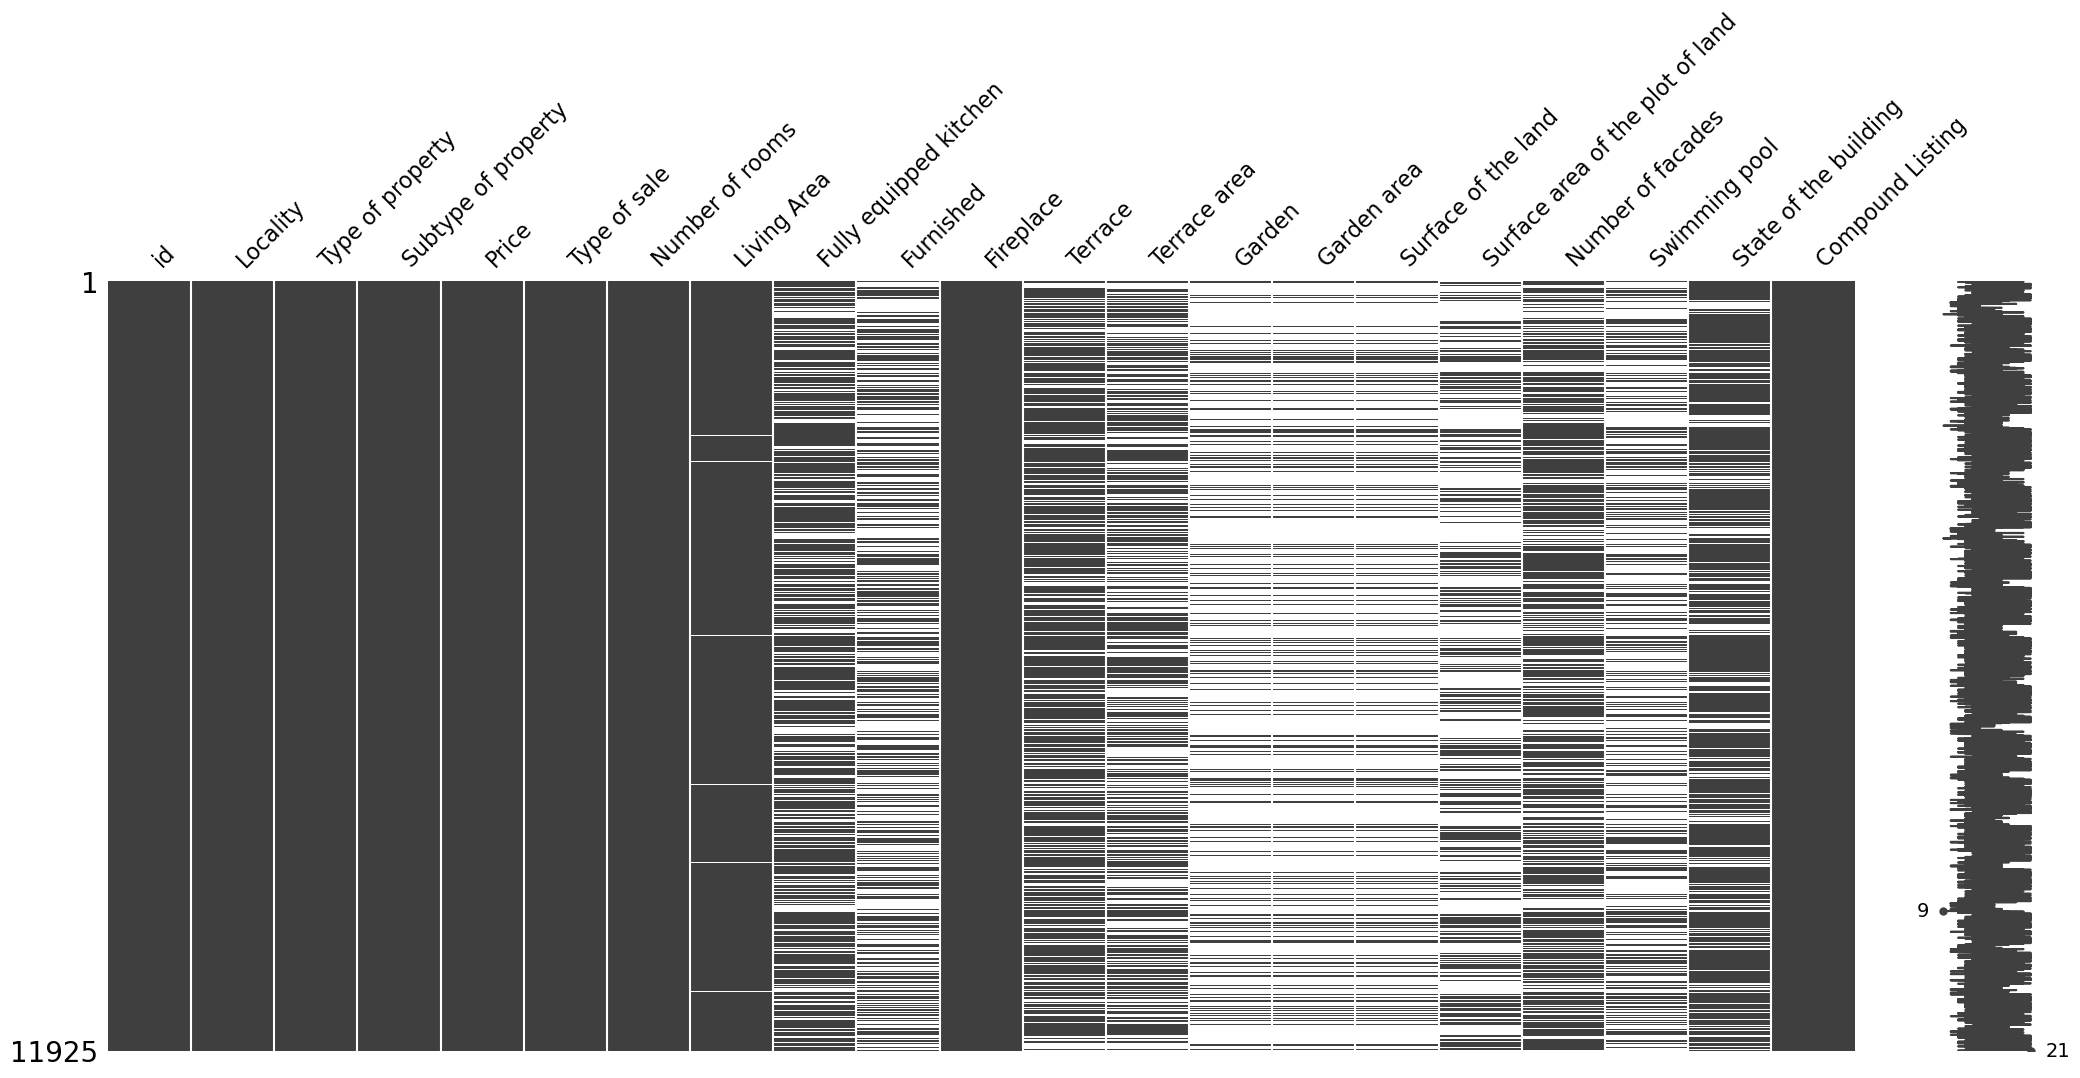 id
Locality
Type of property
Subtype of property
Price
Type of sale
Number of rooms
Living Area
Fully equipped kitchen
Furnished
Fireplace
Terrace
Terrace area
Garden
Garden area
Surface of the land
Surface area of the plot of land
Number of facades
Swimming pool
State of the building
Compound Listing
1
9
11925
21